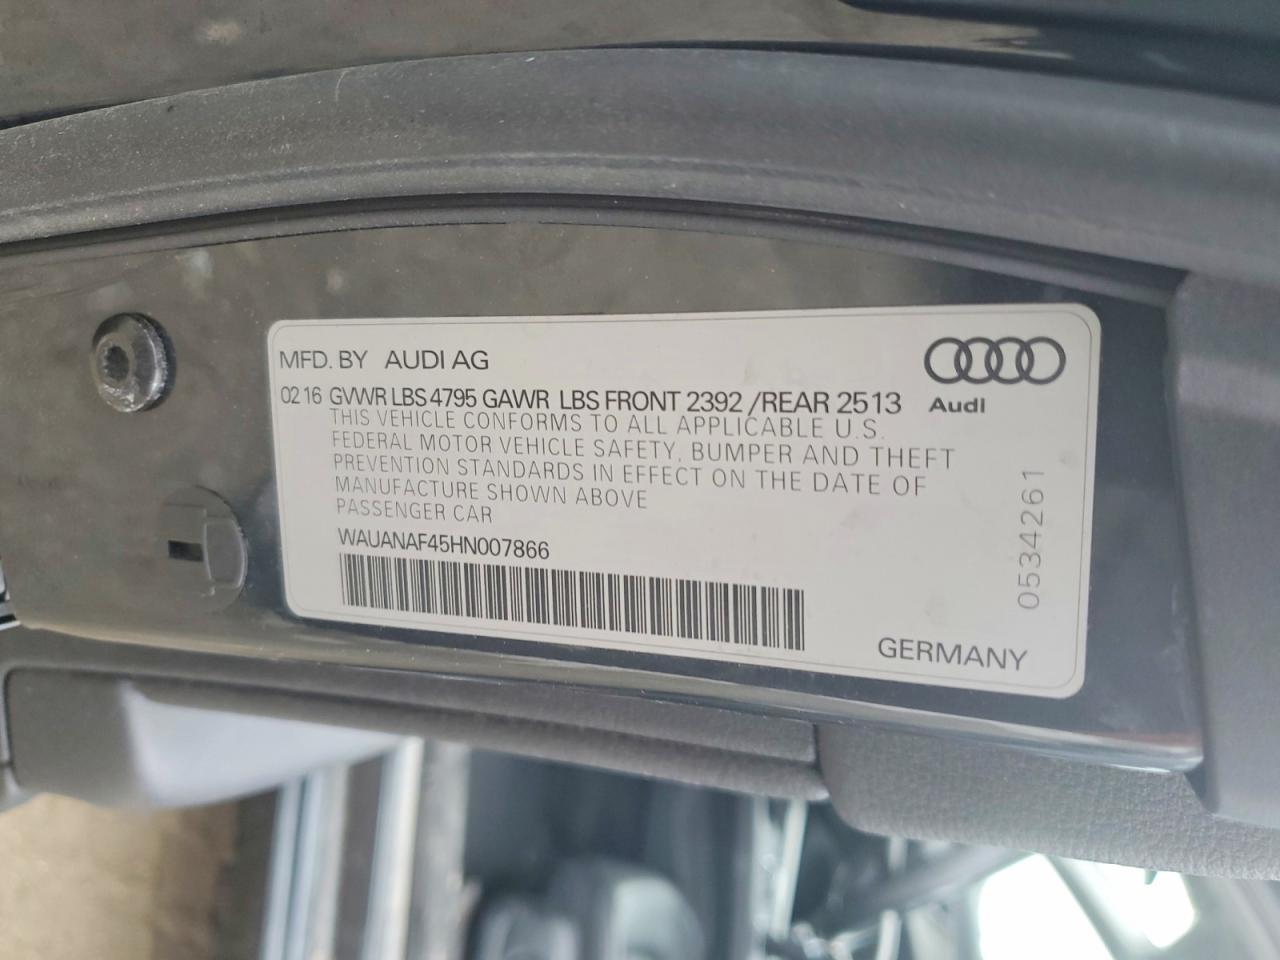 MFD. BY AUDI AG
02 16 GVWR LBS 4795 GAWR LBS FRONT 2392 /REAR 2513
Audi
THIS VEHICLE CONFORMS TO ALL APPLICABLE U.S.
FEDERAL MOTOR VEHICLE SAFETY, BUMPER AND THEFT
PREVENTION STANDARDS IN EFFECT ON THE DATE OF
MANUFACTURE SHOWN ABOVE
PASSENGER CAR
WAUANAF45HN007866
0534261
GERMANY